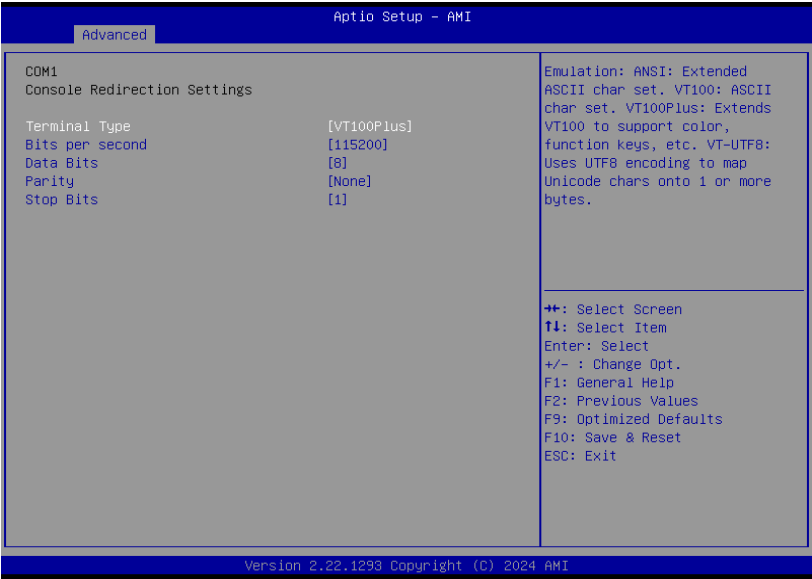 Aptio Setup – AMI
Advanced
COM1
Console Redirection Settings
Terminal Type [VT100Plus]
Bits per second [115200]
Data Bits [8]
Parity [None]
Stop Bits [1]
Emulation: ANSI: Extended
ASCII char set. VT100: ASCII
char set. VT100Plus: Extends
VT100 to support color,
function keys, etc. VT-UTF8:
Uses UTF8 encoding to map
Unicode chars onto 1 or more
bytes.
→←: Select Screen
↑↓: Select Item
Enter: Select
+/- : Change Opt.
F1: General Help
F2: Previous Values
F9: Optimized Defaults
F10: Save & Reset
ESC: Exit
Version 2.22.1293 Copyright (C) 2024 AMI